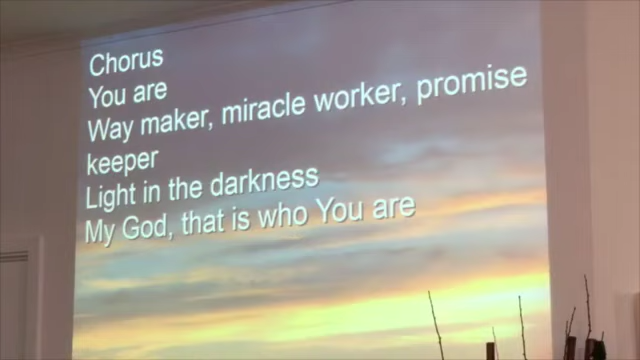 Chorus
You are
Way maker, miracle worker, promise
keeper
Light in the darkness
My God, that is who You are